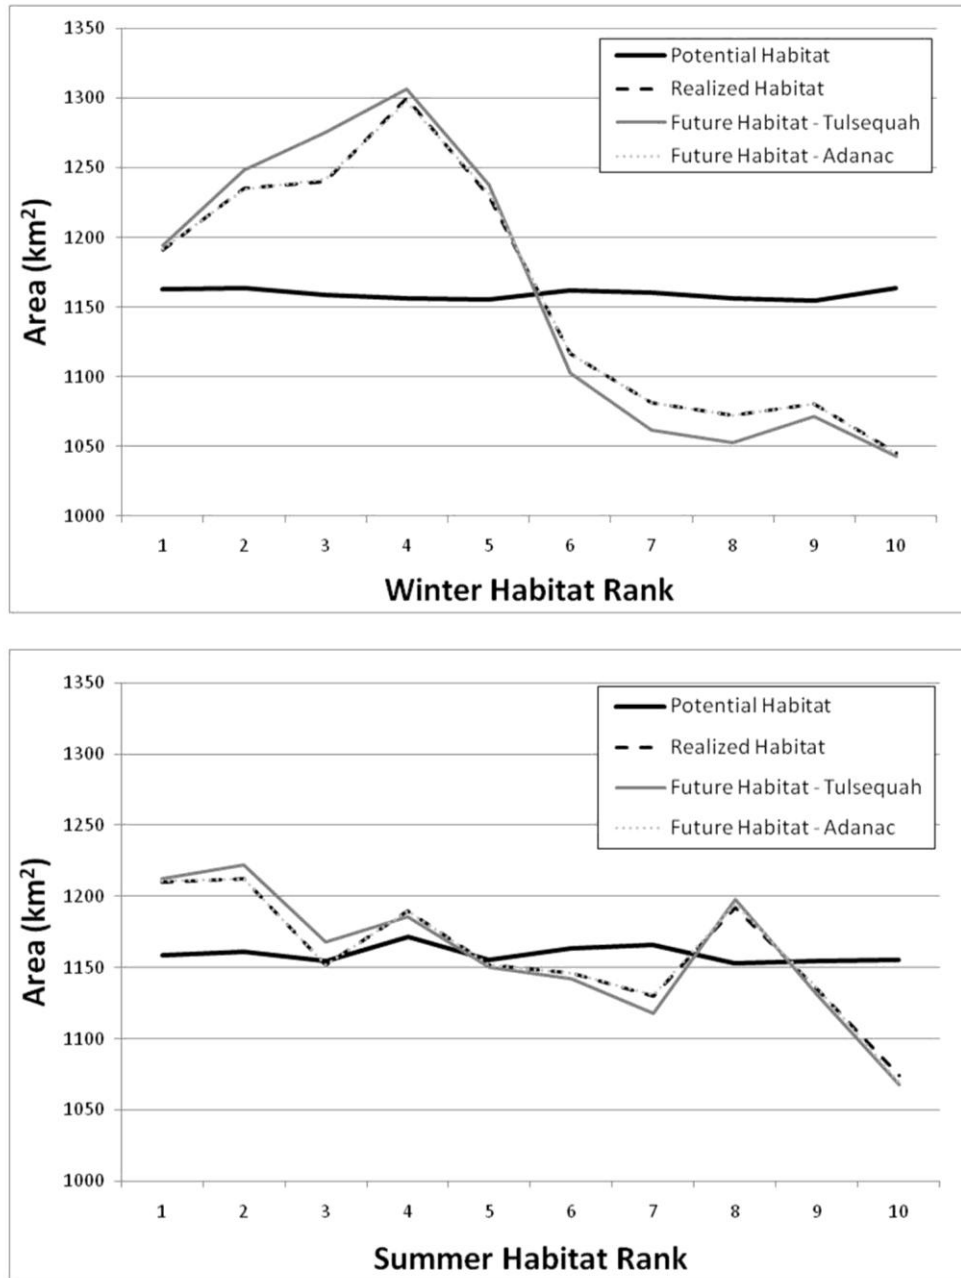 1350
1300
1250
1200
1150
1100
1050
1000
Area (km²)
Potential Habitat
Realized Habitat
Future Habitat - Tulsequah
Future Habitat - Adanac
1 2 3 4 5 6 7 8 9 10
Winter Habitat Rank
1350
1300
1250
1200
1150
1100
1050
1000
Area (km²)
Potential Habitat
Realized Habitat
Future Habitat - Tulsequah
Future Habitat - Adanac
1 2 3 4 5 6 7 8 9 10
Summer Habitat Rank